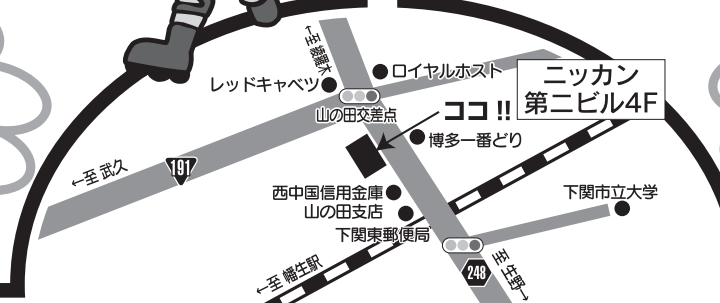 ←至 綾羅木
ロイヤルホスト
レッドキャベツ
ニッカン
第二ビル4F
山の田交差点
ココ!!
博多一番どり
191
←至 武久
西中国信用金庫
山の田支店
下関市立大学
下関東郵便局
248
←至 幡生駅
至 生野→